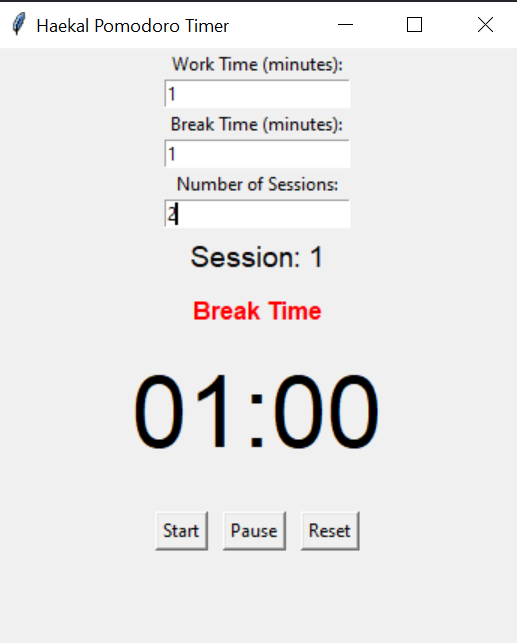 Haekal Pomodoro Timer
Work Time (minutes):
1
Break Time (minutes):
1
Number of Sessions:
2
Session: 1
Break Time
01:00
Start Pause Reset